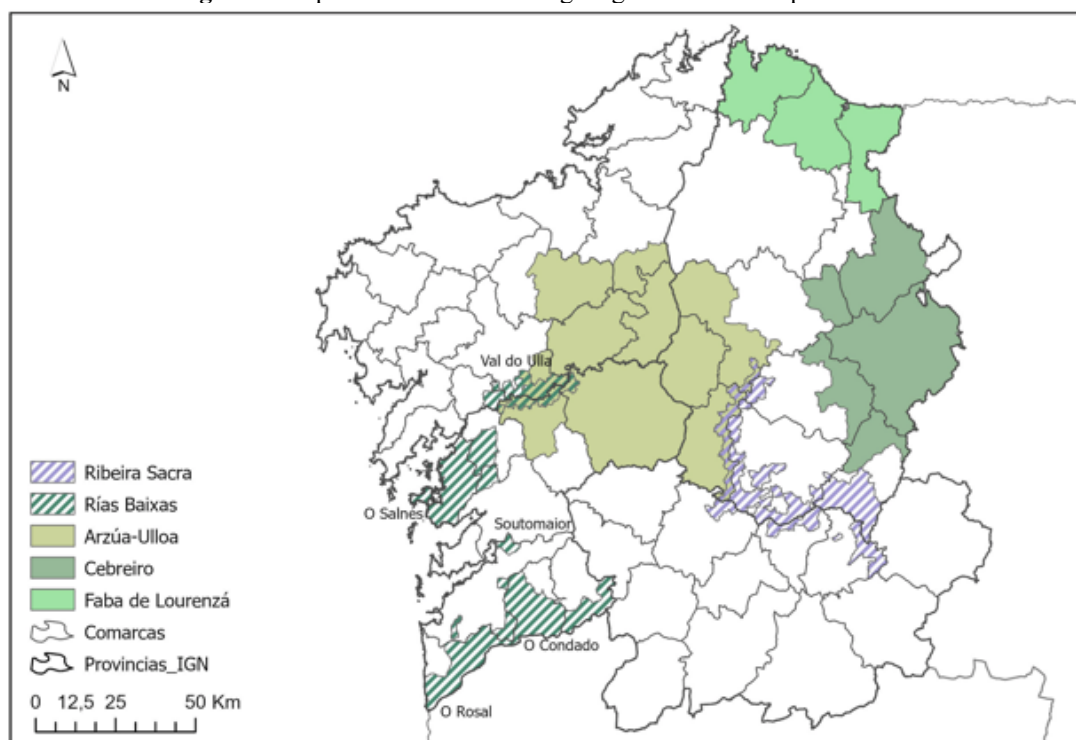 N
Val do Ulla
O Salnes
Soutomaior
O Condado
O Rosal
Ribeira Sacra
Rías Baixas
Arzúa-Ulloa
Cebreiro
Faba de Lourenzá
Comarcas
Provincias_IGN
0 12,5 25 50 Km